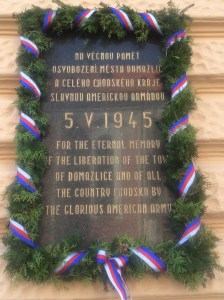 NA VĚČNOU PAMĚŤ
OSVOBOZENÍ MĚSTA DOMAŽLIC
A CELÉHO CHODSKÉHO KRAJE
SLAVNOU AMERICKOU ARMÁDOU
5.V.1945
FOR THE ETERNAL MEMORY
OF THE LIBERATION OF THE TOWN
OF DOMAZLICE AND OF ALL
THE COUNTRY CHODSKO BY
THE GLORIOUS AMERICAN ARMY